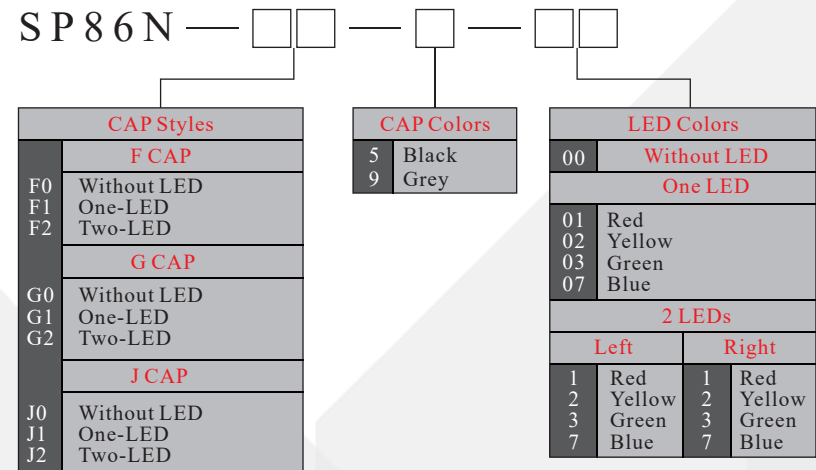 SP86N
CAP Styles
F CAP
F0 Without LED
F1 One-LED
F2 Two-LED
G CAP
G0 Without LED
G1 One-LED
G2 Two-LED
J CAP
J0 Without LED
J1 One-LED
J2 Two-LED
CAP Colors
5 Black
9 Grey
LED Colors
00 Without LED
One LED
01 Red
02 Yellow
03 Green
07 Blue
2 LEDs
Left Right
1 Red 1 Red
2 Yellow 2 Yellow
3 Green 3 Green
7 Blue 7 Blue